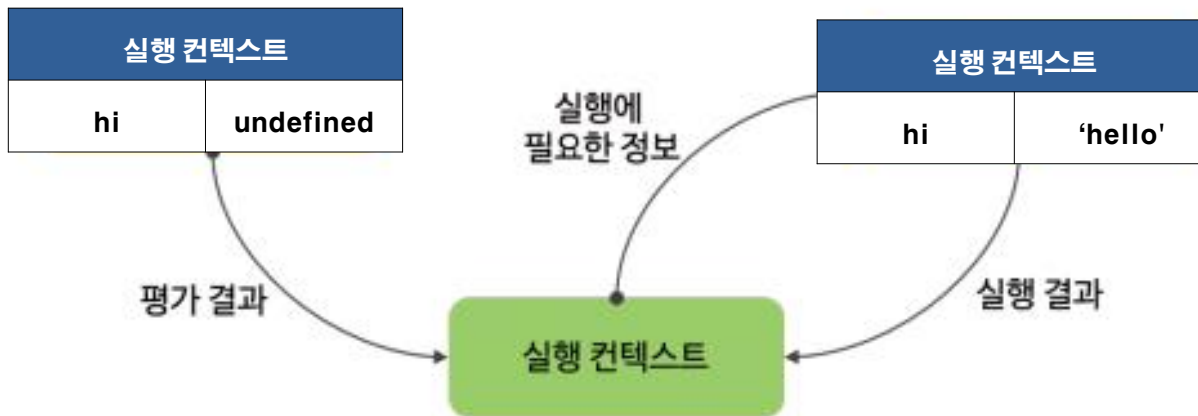 실행 컨텍스트
hi undefined
실행 컨텍스트
hi ‘hello'
실행에
필요한 정보
평가 결과
실행 결과
실행 컨텍스트